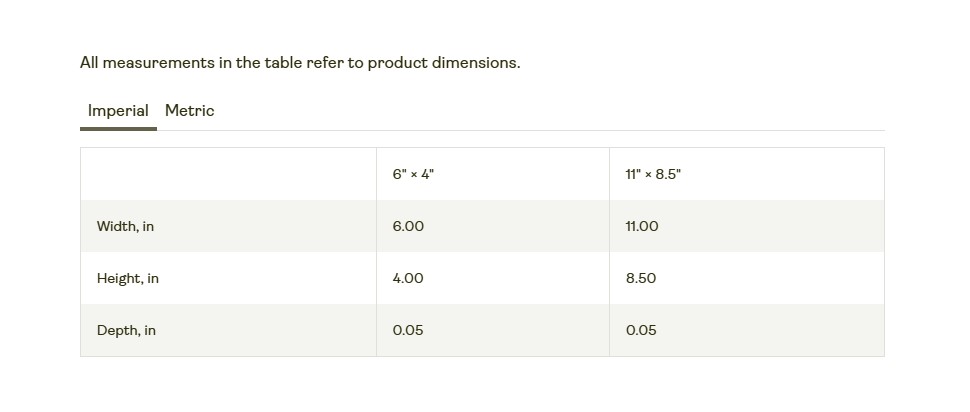 All measurements in the table refer to product dimensions.
Imperial Metric
6" × 4" 11" × 8.5"
Width, in 6.00 11.00
Height, in 4.00 8.50
Depth, in 0.05 0.05